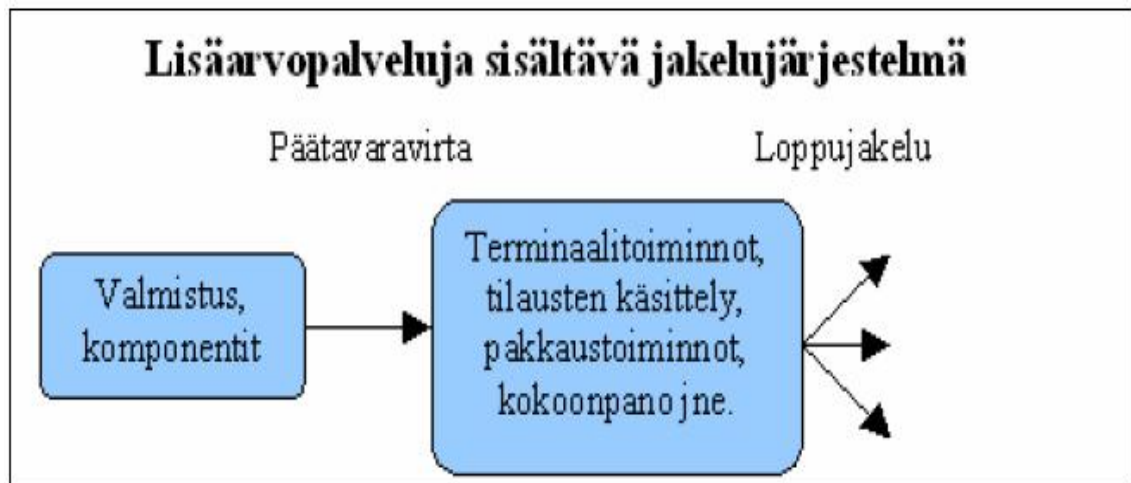 Lisäarvopalveluja sisältävä jakelujärjestelmä
Päätavaravirta
Loppujakelu
Valmistus,
komponentit
Terminaalitoiminnot,
tilausten käsittely,
pakkaustoiminnot,
kokoonpano jne.